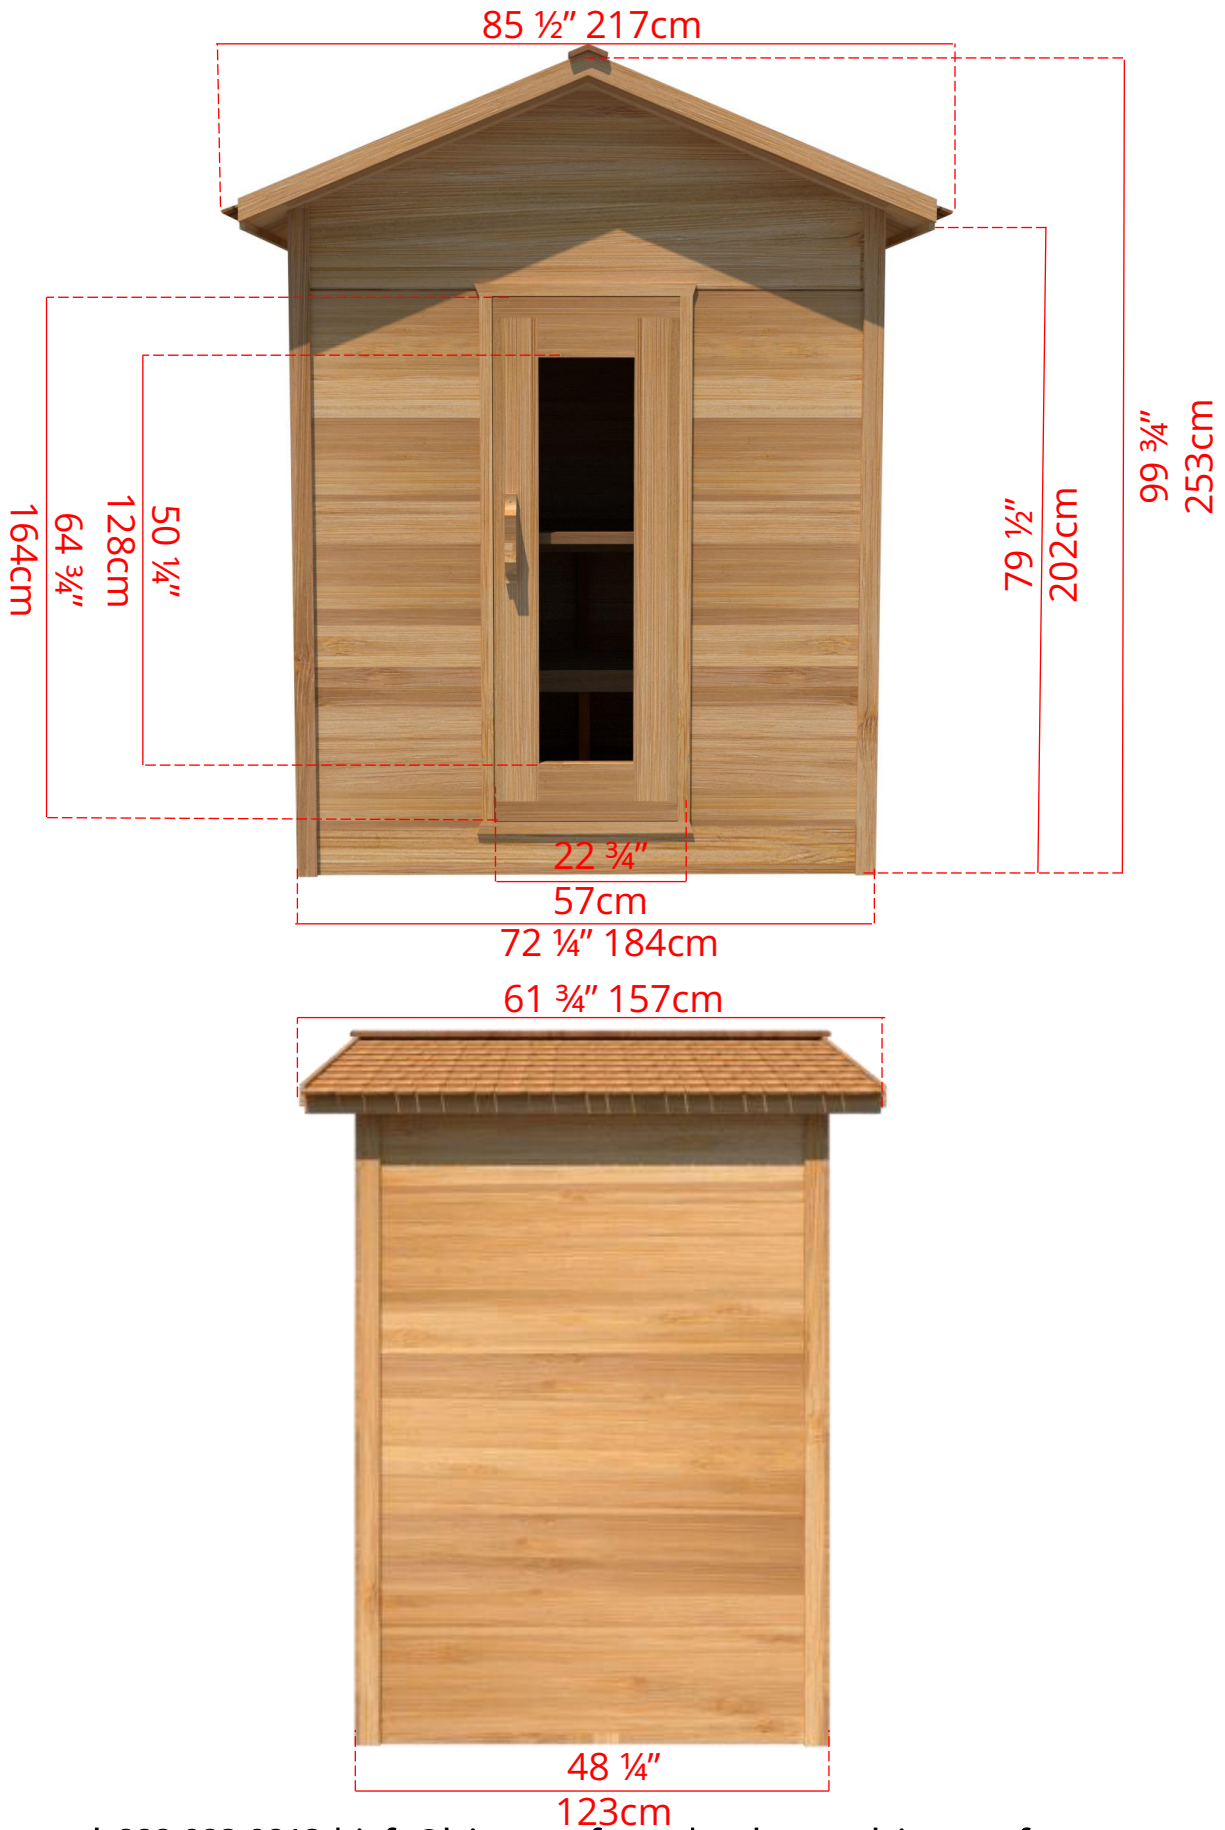 85 ½” 217cm
99 ¾”
253cm
79 ½”
202cm
50 ¼”
128cm
64 ¾”
164cm
22 ¾”
57cm
72 ¼” 184cm
61 ¾” 157cm
48 ¼”
123cm